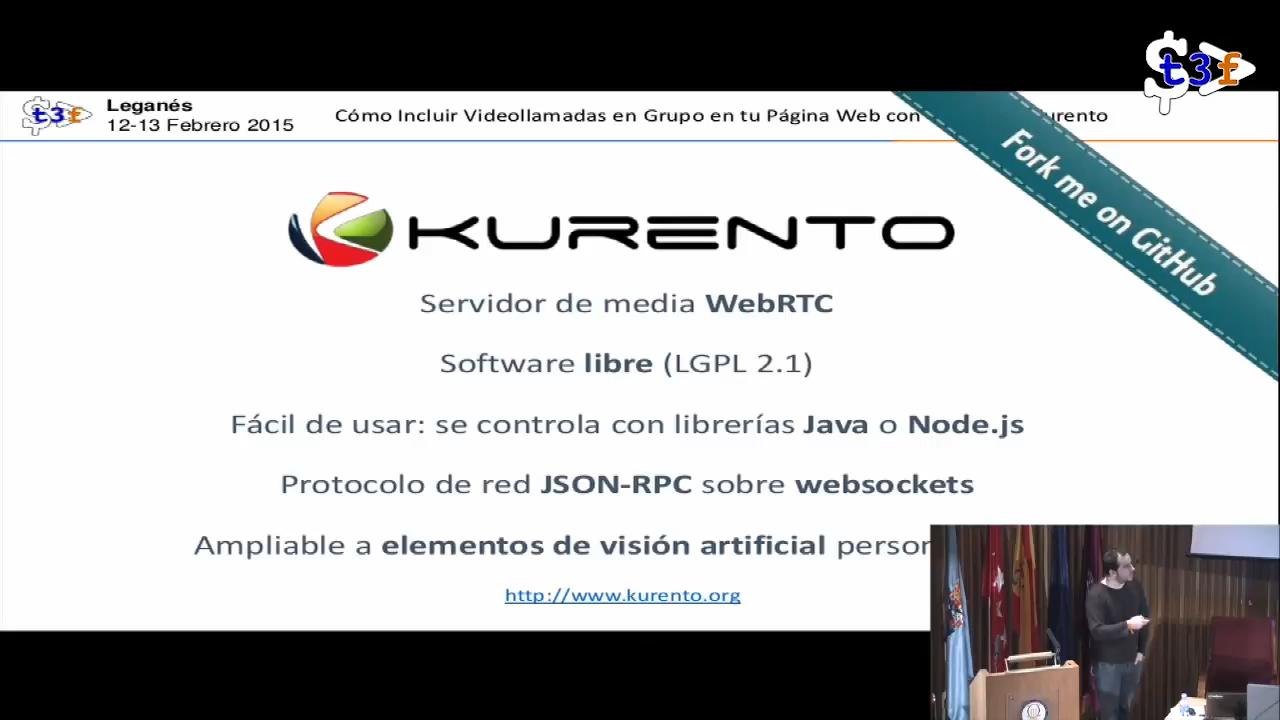 $t3f
Leganés
12-13 Febrero 2015
Cómo Incluir Videollamadas en Grupo en tu Página Web con
$t3f
Fork me on GitHub
KURENTO
Servidor de media WebRTC
Software libre (LGPL 2.1)
Fácil de usar: se controla con librerías Java o Node.js
Protocolo de red JSON-RPC sobre websockets
Ampliable a elementos de visión artificial
http://www.kurento.org